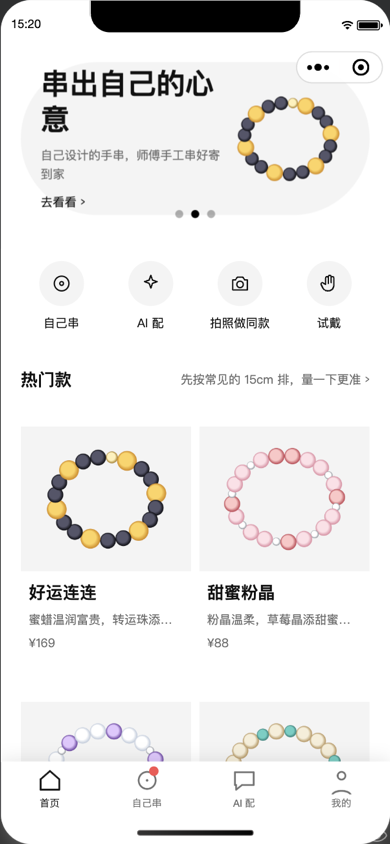 15:20
串出自己的心
意
自己设计的手串，师傅手工串好寄
到家
去看看 >
自己串
AI 配
拍照做同款
试戴
热门款
先按常见的 15cm 排，量一下更准 >
好运连连
甜蜜粉晶
蜜蜡温润富贵，转运珠添...
粉晶温柔，草莓晶添甜蜜...
¥169
¥88
首页
自己串
AI 配
我的